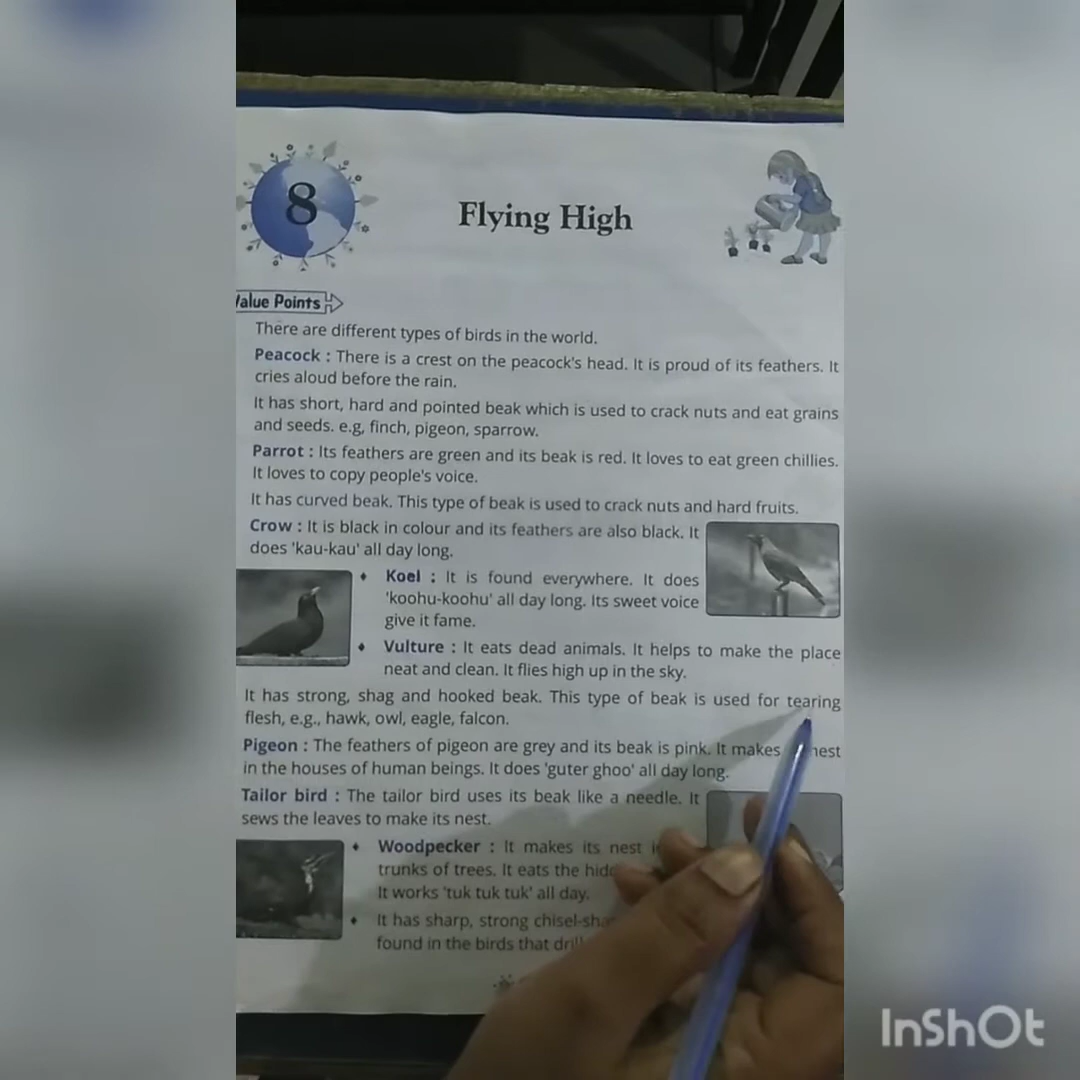 8
Flying High
Value Points
There are different types of birds in the world.
Peacock : There is a crest on the peacock's head. It is proud of its feathers. It
cries aloud before the rain.
It has short, hard and pointed beak which is used to crack nuts and eat grains
and seeds. e.g, finch, pigeon, sparrow.
Parrot : Its feathers are green and its beak is red. It loves to eat green chillies.
It loves to copy people's voice.
It has curved beak. This type of beak is used to crack nuts and hard fruits.
Crow : It is black in colour and its feathers are also black. It
does 'kau-kau' all day long.
♦ Koel : It is found everywhere. It does
'koohu-koohu' all day long. Its sweet voice
give it fame.
♦ Vulture : It eats dead animals. It helps to make the place
neat and clean. It flies high up in the sky.
It has strong, shag and hooked beak. This type of beak is used for tearing
flesh, e.g., hawk, owl, eagle, falcon.
Pigeon : The feathers of pigeon are grey and its beak is pink. It makes nest
in the houses of human beings. It does 'guter ghoo' all day long.
Tailor bird : The tailor bird uses its beak like a needle. It
sews the leaves to make its nest.
♦ Woodpecker : It makes its nest
trunks of trees. It eats the
It works 'tuk tuk tuk' all day.
♦ It has sharp, strong
found in the birds that
InShOt